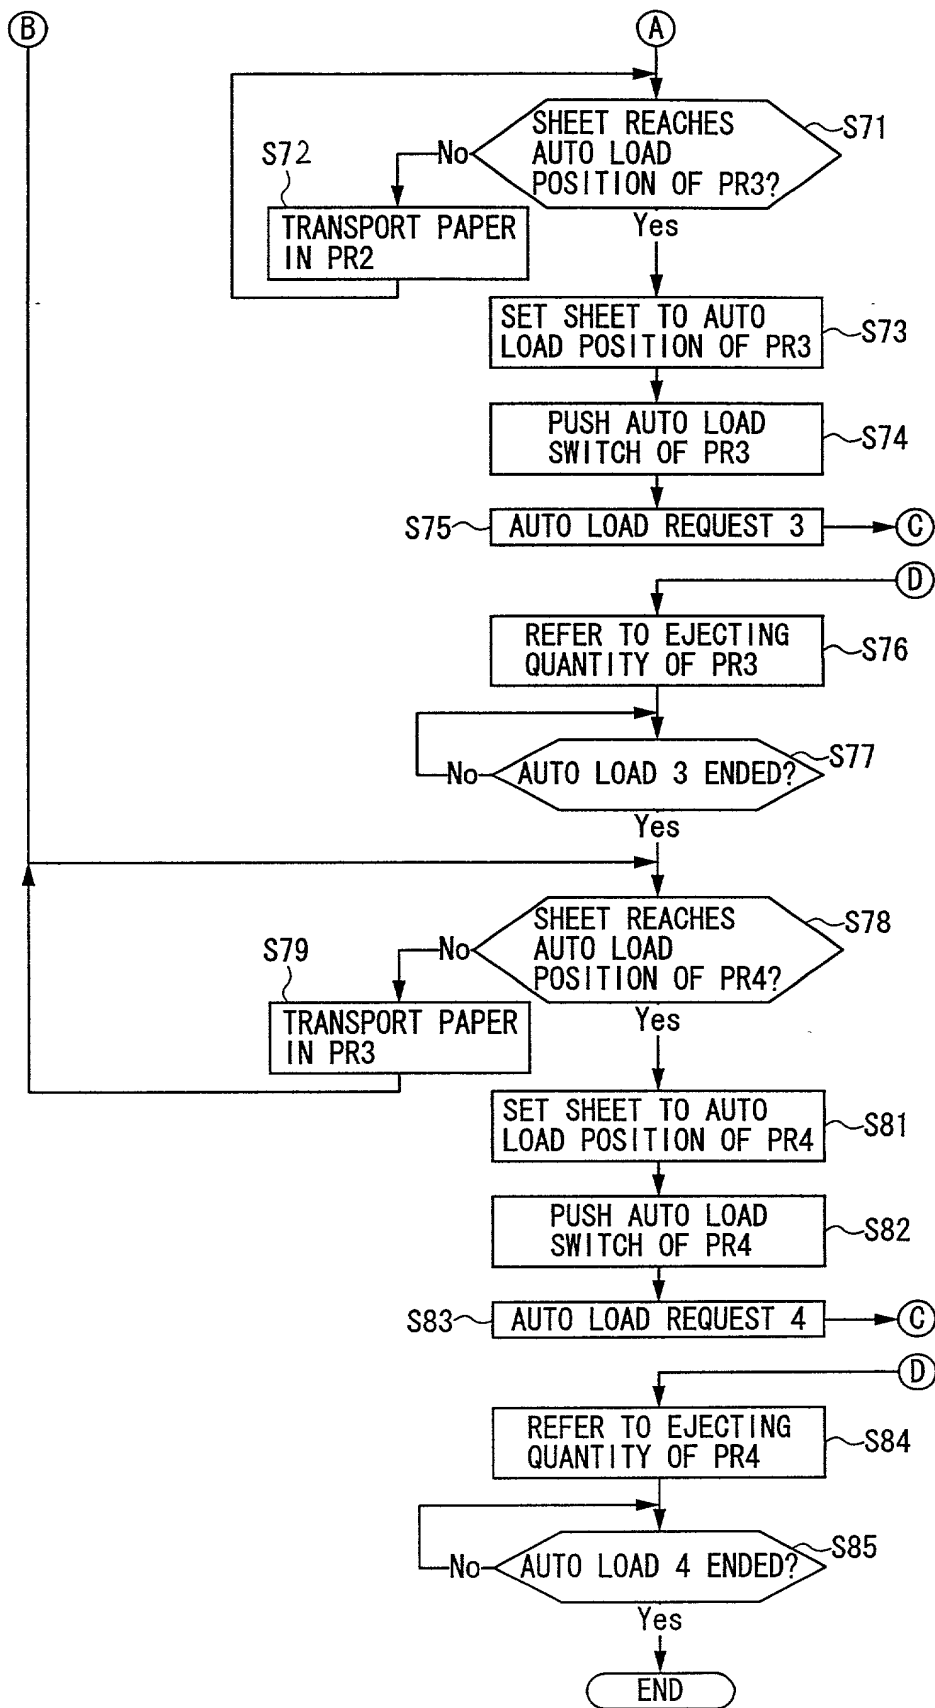 B
A
SHEET REACHES
AUTO LOAD
POSITION OF PR3?
S71
No
S72
TRANSPORT PAPER
IN PR2
Yes
SET SHEET TO AUTO
LOAD POSITION OF PR3
S73
PUSH AUTO LOAD
SWITCH OF PR3
S74
S75
AUTO LOAD REQUEST 3
C
D
REFER TO EJECTING
QUANTITY OF PR3
S76
S77
No
AUTO LOAD 3 ENDED?
Yes
SHEET REACHES
AUTO LOAD
POSITION OF PR4?
S78
No
S79
TRANSPORT PAPER
IN PR3
Yes
SET SHEET TO AUTO
LOAD POSITION OF PR4
S81
PUSH AUTO LOAD
SWITCH OF PR4
S82
S83
AUTO LOAD REQUEST 4
C
D
REFER TO EJECTING
QUANTITY OF PR4
S84
S85
No
AUTO LOAD 4 ENDED?
Yes
END